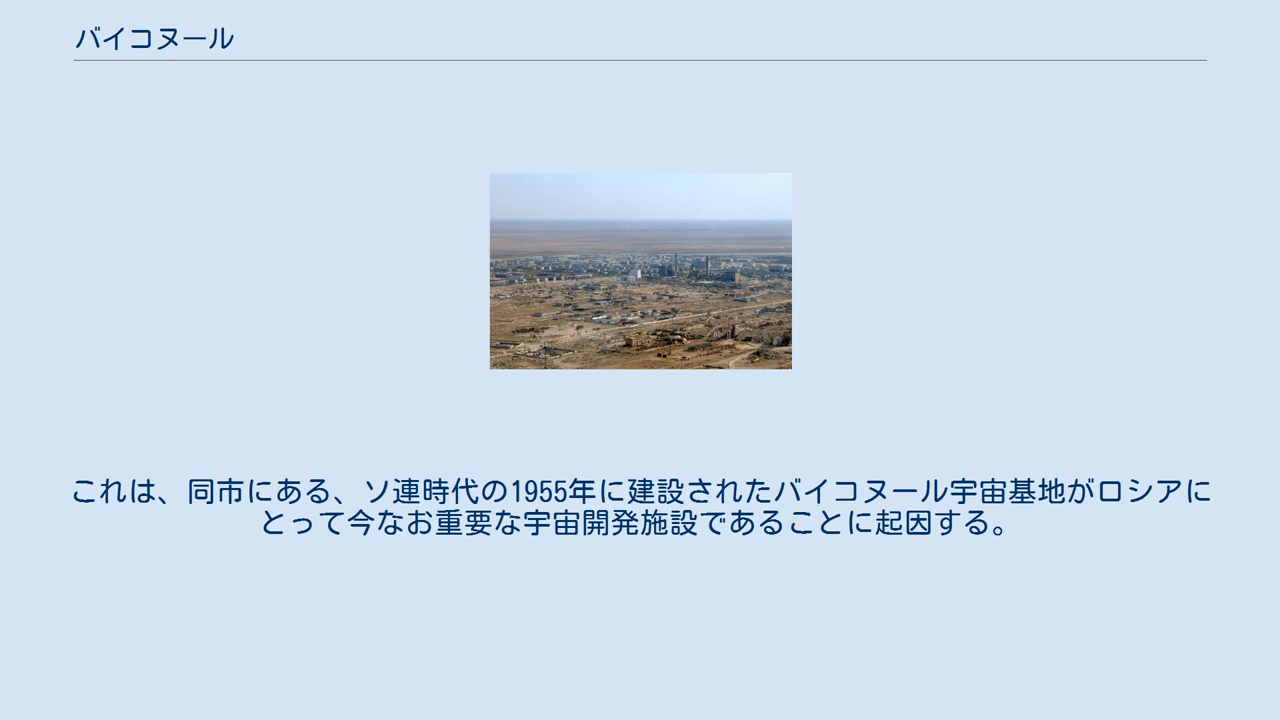 バイコヌール
これは、同市にある、ソ連時代の1955年に建設されたバイコヌール宇宙基地がロシアに
とって今なお重要な宇宙開発施設であることに起因する。